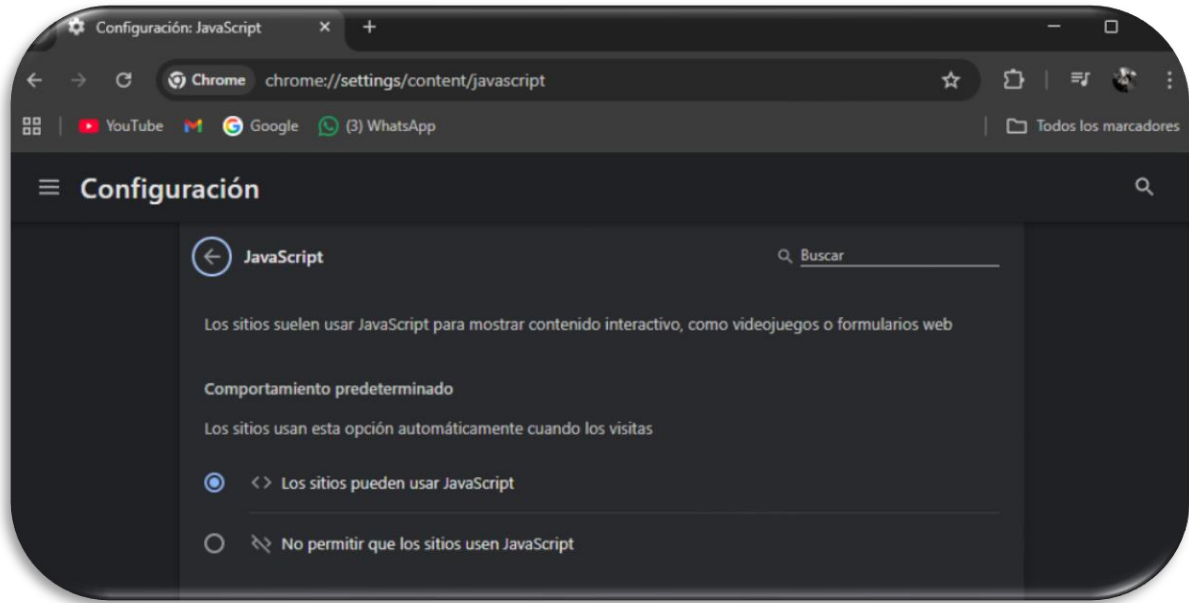 Configuración: JavaScript
Chrome chrome://settings/content/javascript
YouTube Google (3) WhatsApp Todos los marcadores
Configuración
JavaScript Buscar
Los sitios suelen usar JavaScript para mostrar contenido interactivo, como videojuegos o formularios web
Comportamiento predeterminado
Los sitios usan esta opción automáticamente cuando los visitas
<> Los sitios pueden usar JavaScript
No permitir que los sitios usen JavaScript